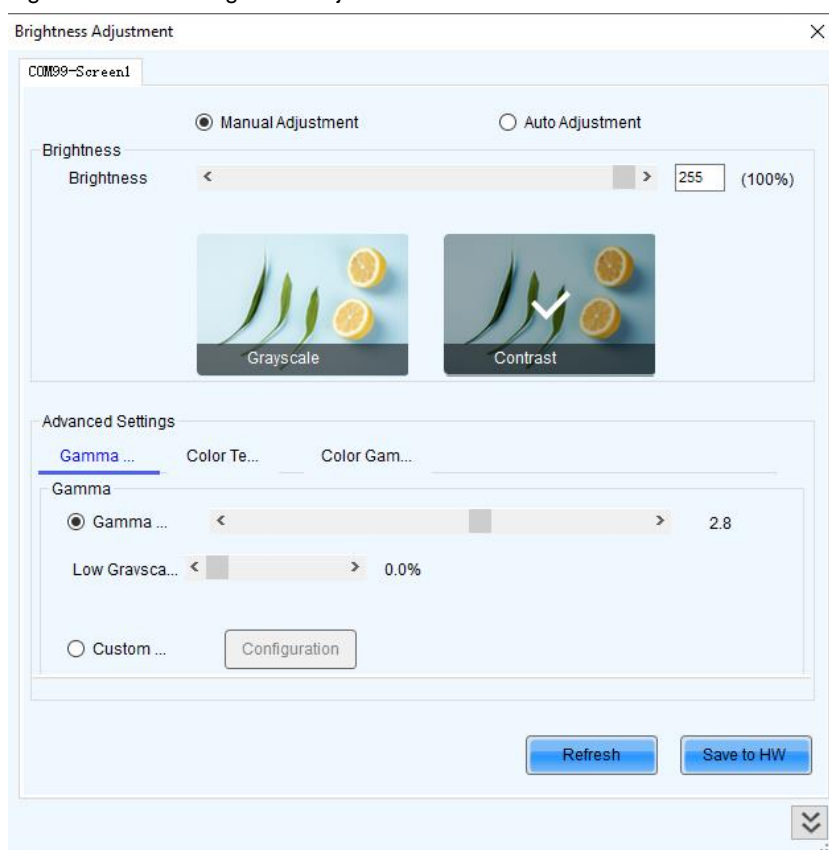 Brightness Adjustment
COM99-Screen1
Manual Adjustment Auto Adjustment
Brightness
Brightness 255 (100%)
Grayscale Contrast
Advanced Settings
Gamma ... Color Te... Color Gam...
Gamma
Gamma ... 2.8
Low Graysca... 0.0%
Custom ... Configuration
Refresh Save to HW